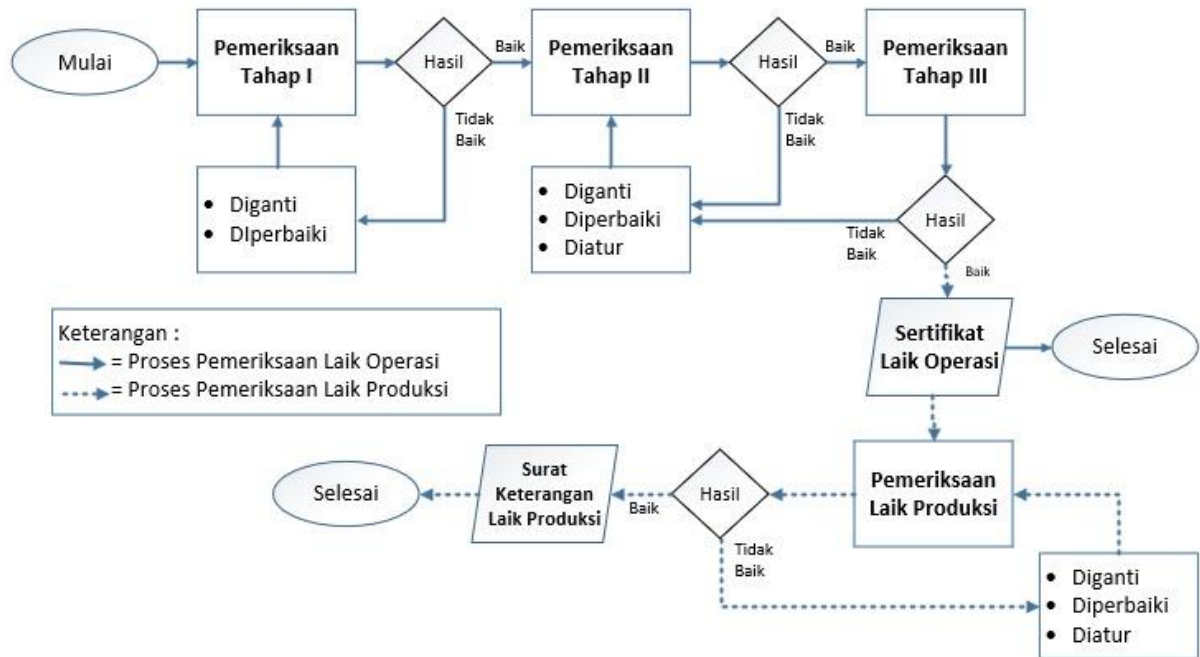 Mulai
Pemeriksaan
Tahap I
Hasil
Baik
Tidak
Baik
Pemeriksaan
Tahap II
Hasil
Baik
Tidak
Baik
Pemeriksaan
Tahap III
• Diganti
• DIperbaiki
• Diganti
• Diperbaiki
• Diatur
Hasil
Tidak
Baik
Baik
Keterangan :
= Proses Pemeriksaan Laik Operasi
= Proses Pemeriksaan Laik Produksi
Sertifikat
Laik Operasi
Selesai
Selesai
Surat
Keterangan
Laik Produksi
Baik
Hasil
Tidak
Baik
Pemeriksaan
Laik Produksi
• Diganti
• Diperbaiki
• Diatur